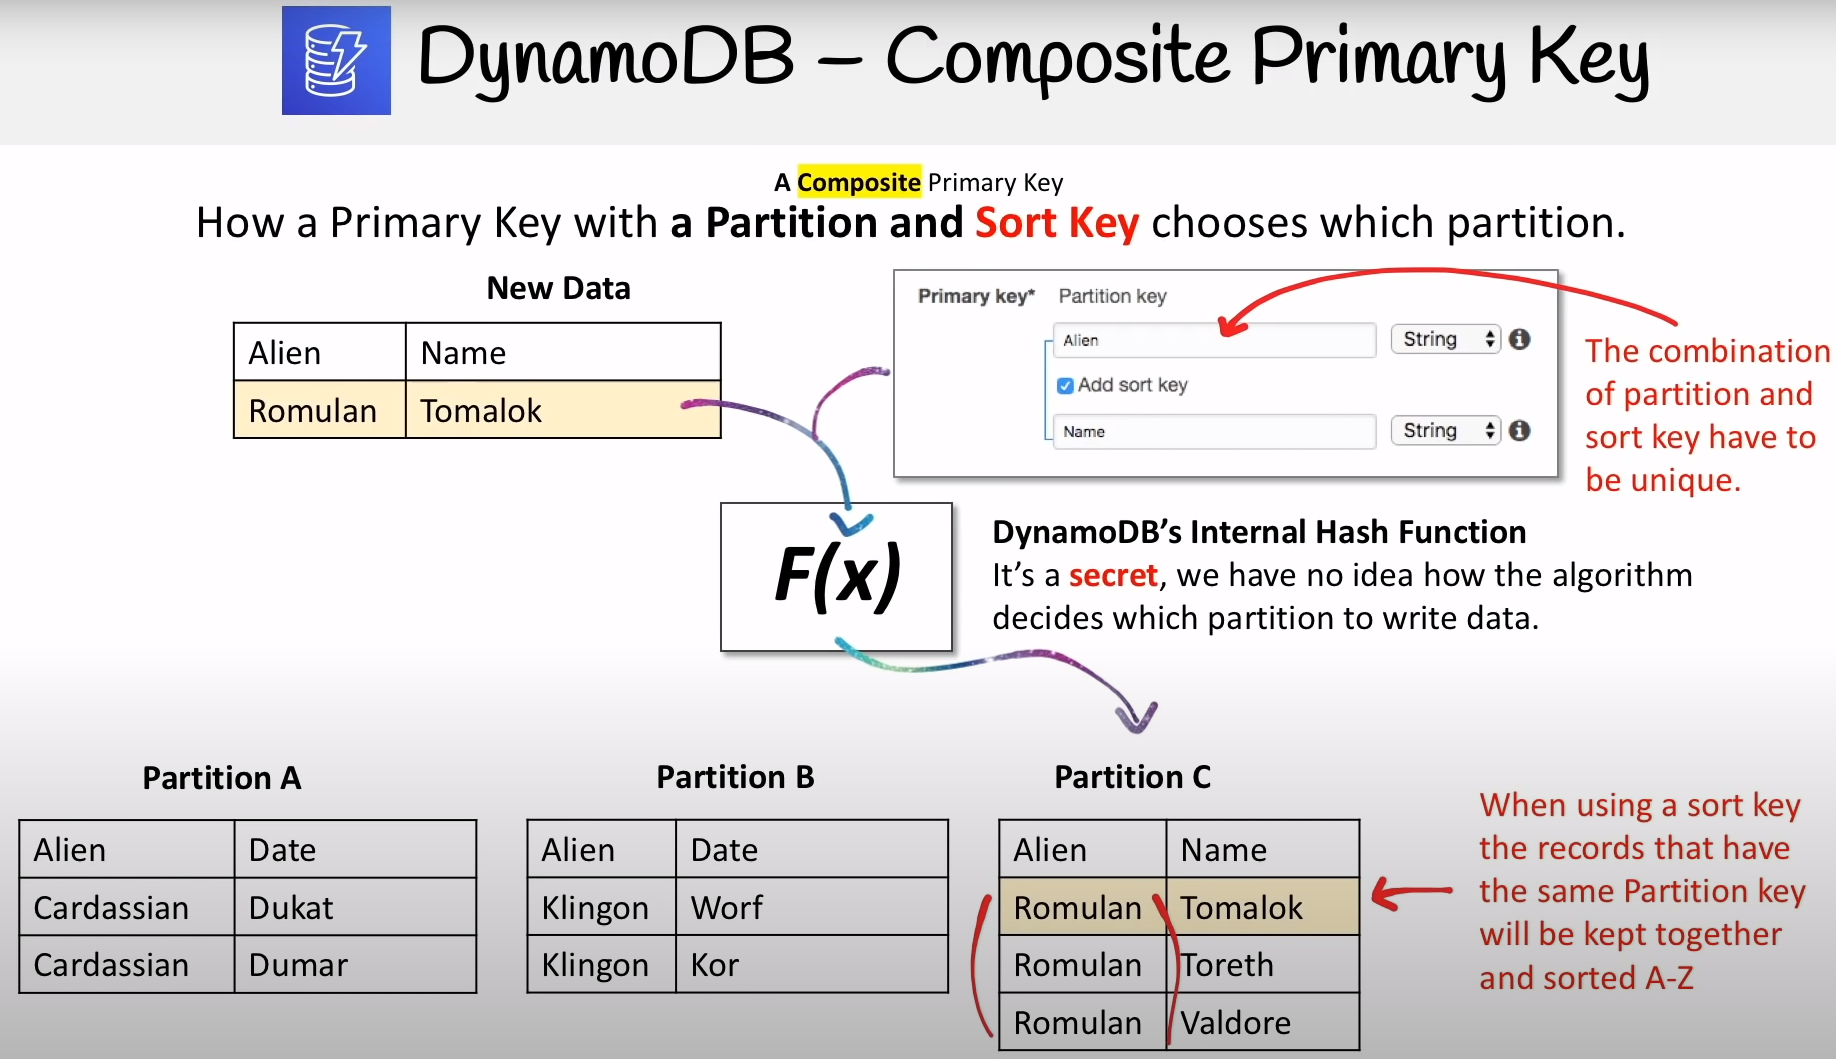 DynamoDB – Composite Primary Key
A Composite Primary Key
How a Primary Key with a Partition and Sort Key chooses which partition.
New Data
Alien Name
Romulan Tomalok
Primary key* Partition key
Alien String
Add sort key
Name String
The combination
of partition and
sort key have to
be unique.
F(x)
DynamoDB’s Internal Hash Function
It’s a secret, we have no idea how the algorithm
decides which partition to write data.
Partition A
Alien Date
Cardassian Dukat
Cardassian Dumar
Partition B
Alien Date
Klingon Worf
Klingon Kor
Partition C
Alien Name
Romulan Tomalok
Romulan Toreth
Romulan Valdore
When using a sort key
the records that have
the same Partition key
will be kept together
and sorted A-Z